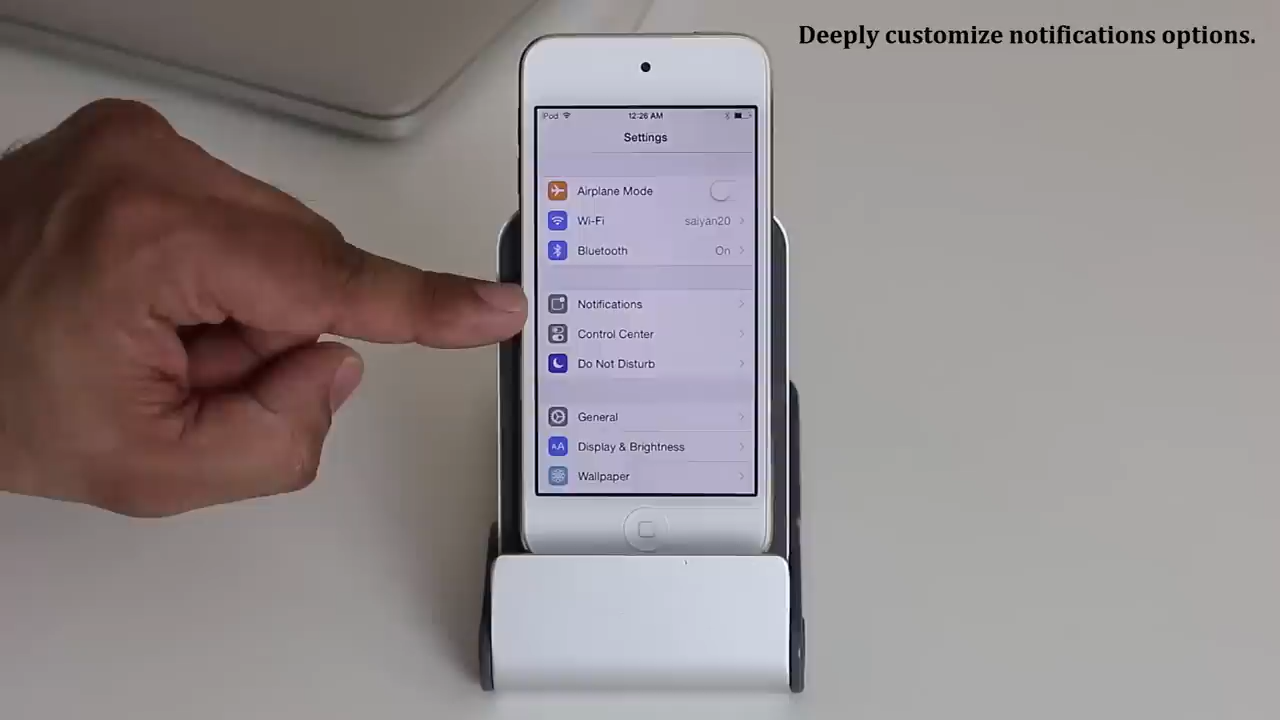 Deeply customize notifications options.
iPod 12:26 AM
Settings
Airplane Mode
Wi-Fi saiyan20
Bluetooth On
Notifications
Control Center
Do Not Disturb
General
AA Display & Brightness
Wallpaper